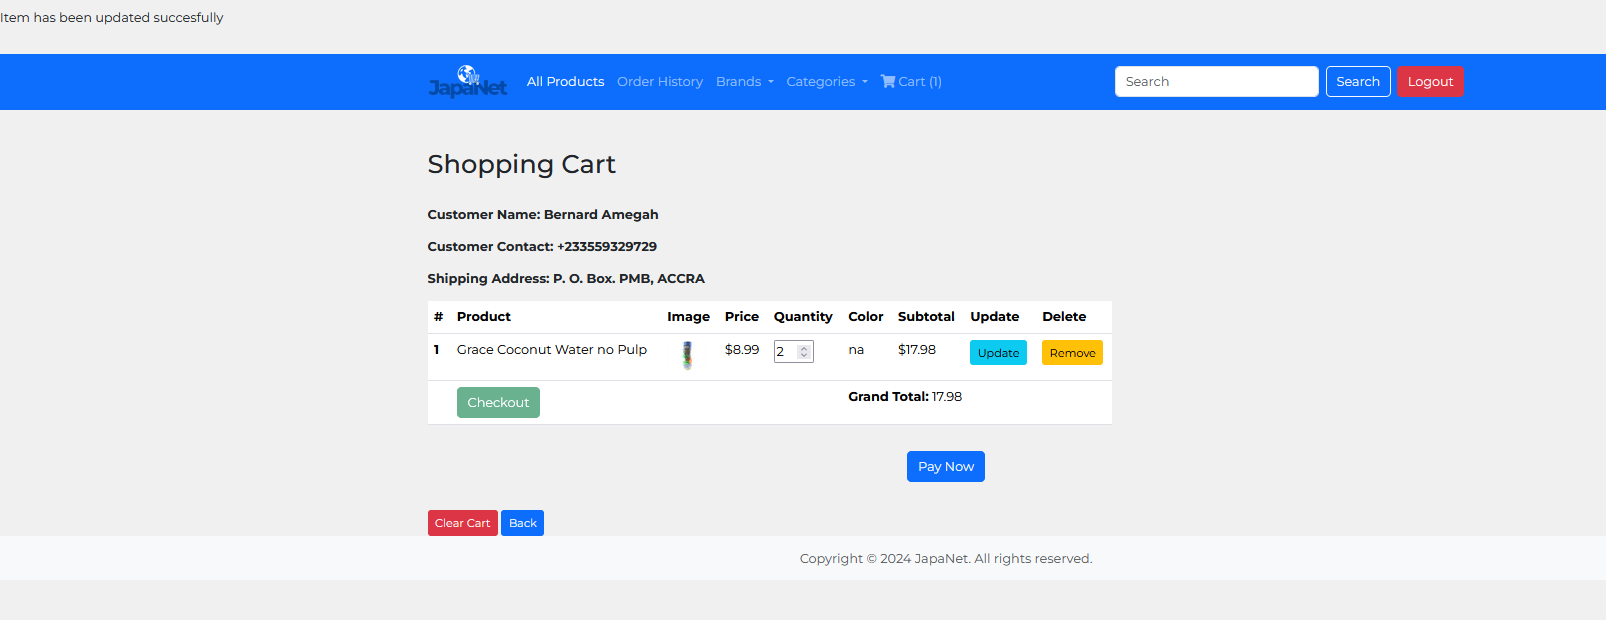 Item has been updated succesfully
JapaNet All Products Order History Brands Categories Cart (1) Search Search Logout
Shopping Cart
Customer Name: Bernard Amegah
Customer Contact: +233559329729
Shipping Address: P. O. Box. PMB, ACCRA
# Product Image Price Quantity Color Subtotal Update Delete
1 Grace Coconut Water no Pulp $8.99 2 na $17.98 Update Remove
Checkout Grand Total: 17.98
Pay Now
Clear Cart Back
Copyright © 2024 JapaNet. All rights reserved.